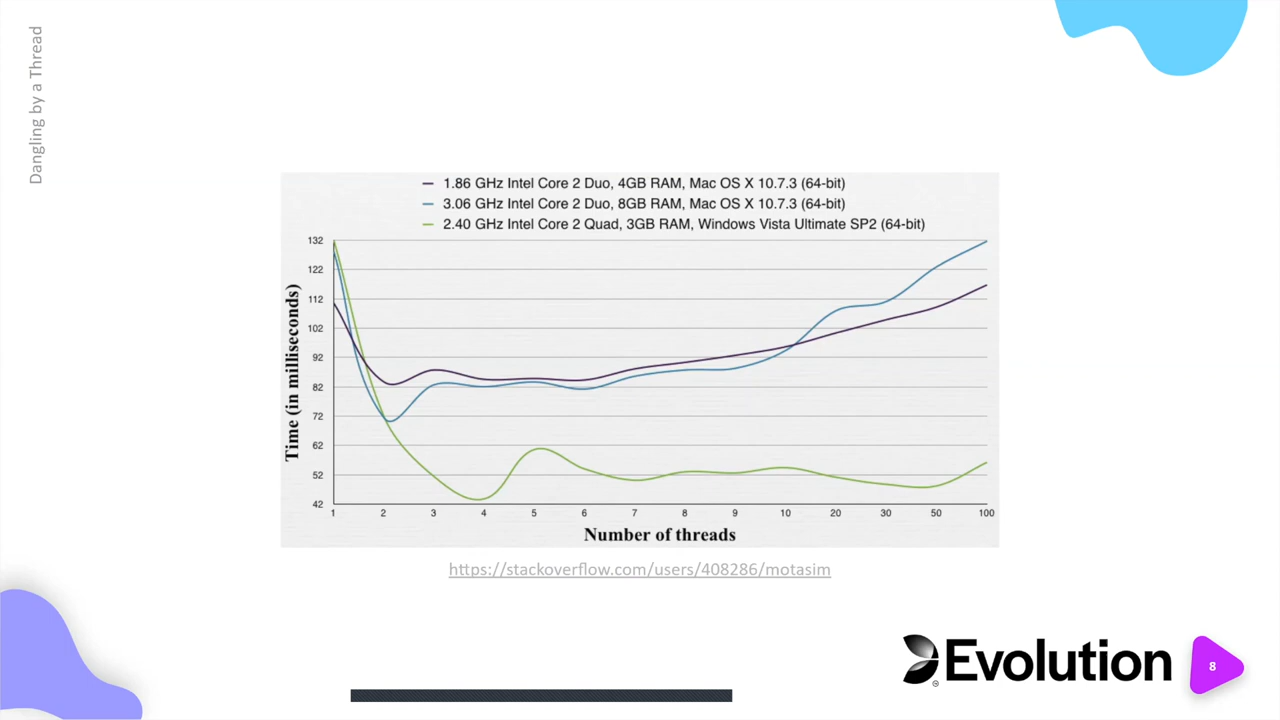 Dangling by a Thread
1.86 GHz Intel Core 2 Duo, 4GB RAM, Mac OS X 10.7.3 (64-bit)
3.06 GHz Intel Core 2 Duo, 8GB RAM, Mac OS X 10.7.3 (64-bit)
2.40 GHz Intel Core 2 Quad, 3GB RAM, Windows Vista Ultimate SP2 (64-bit)
Time (in milliseconds)
132
122
112
102
92
82
72
62
52
42
1 2 3 4 5 6 7 8 9 10 20 30 50 100
Number of threads
https://stackoverflow.com/users/408286/motasim
Evolution
®
8